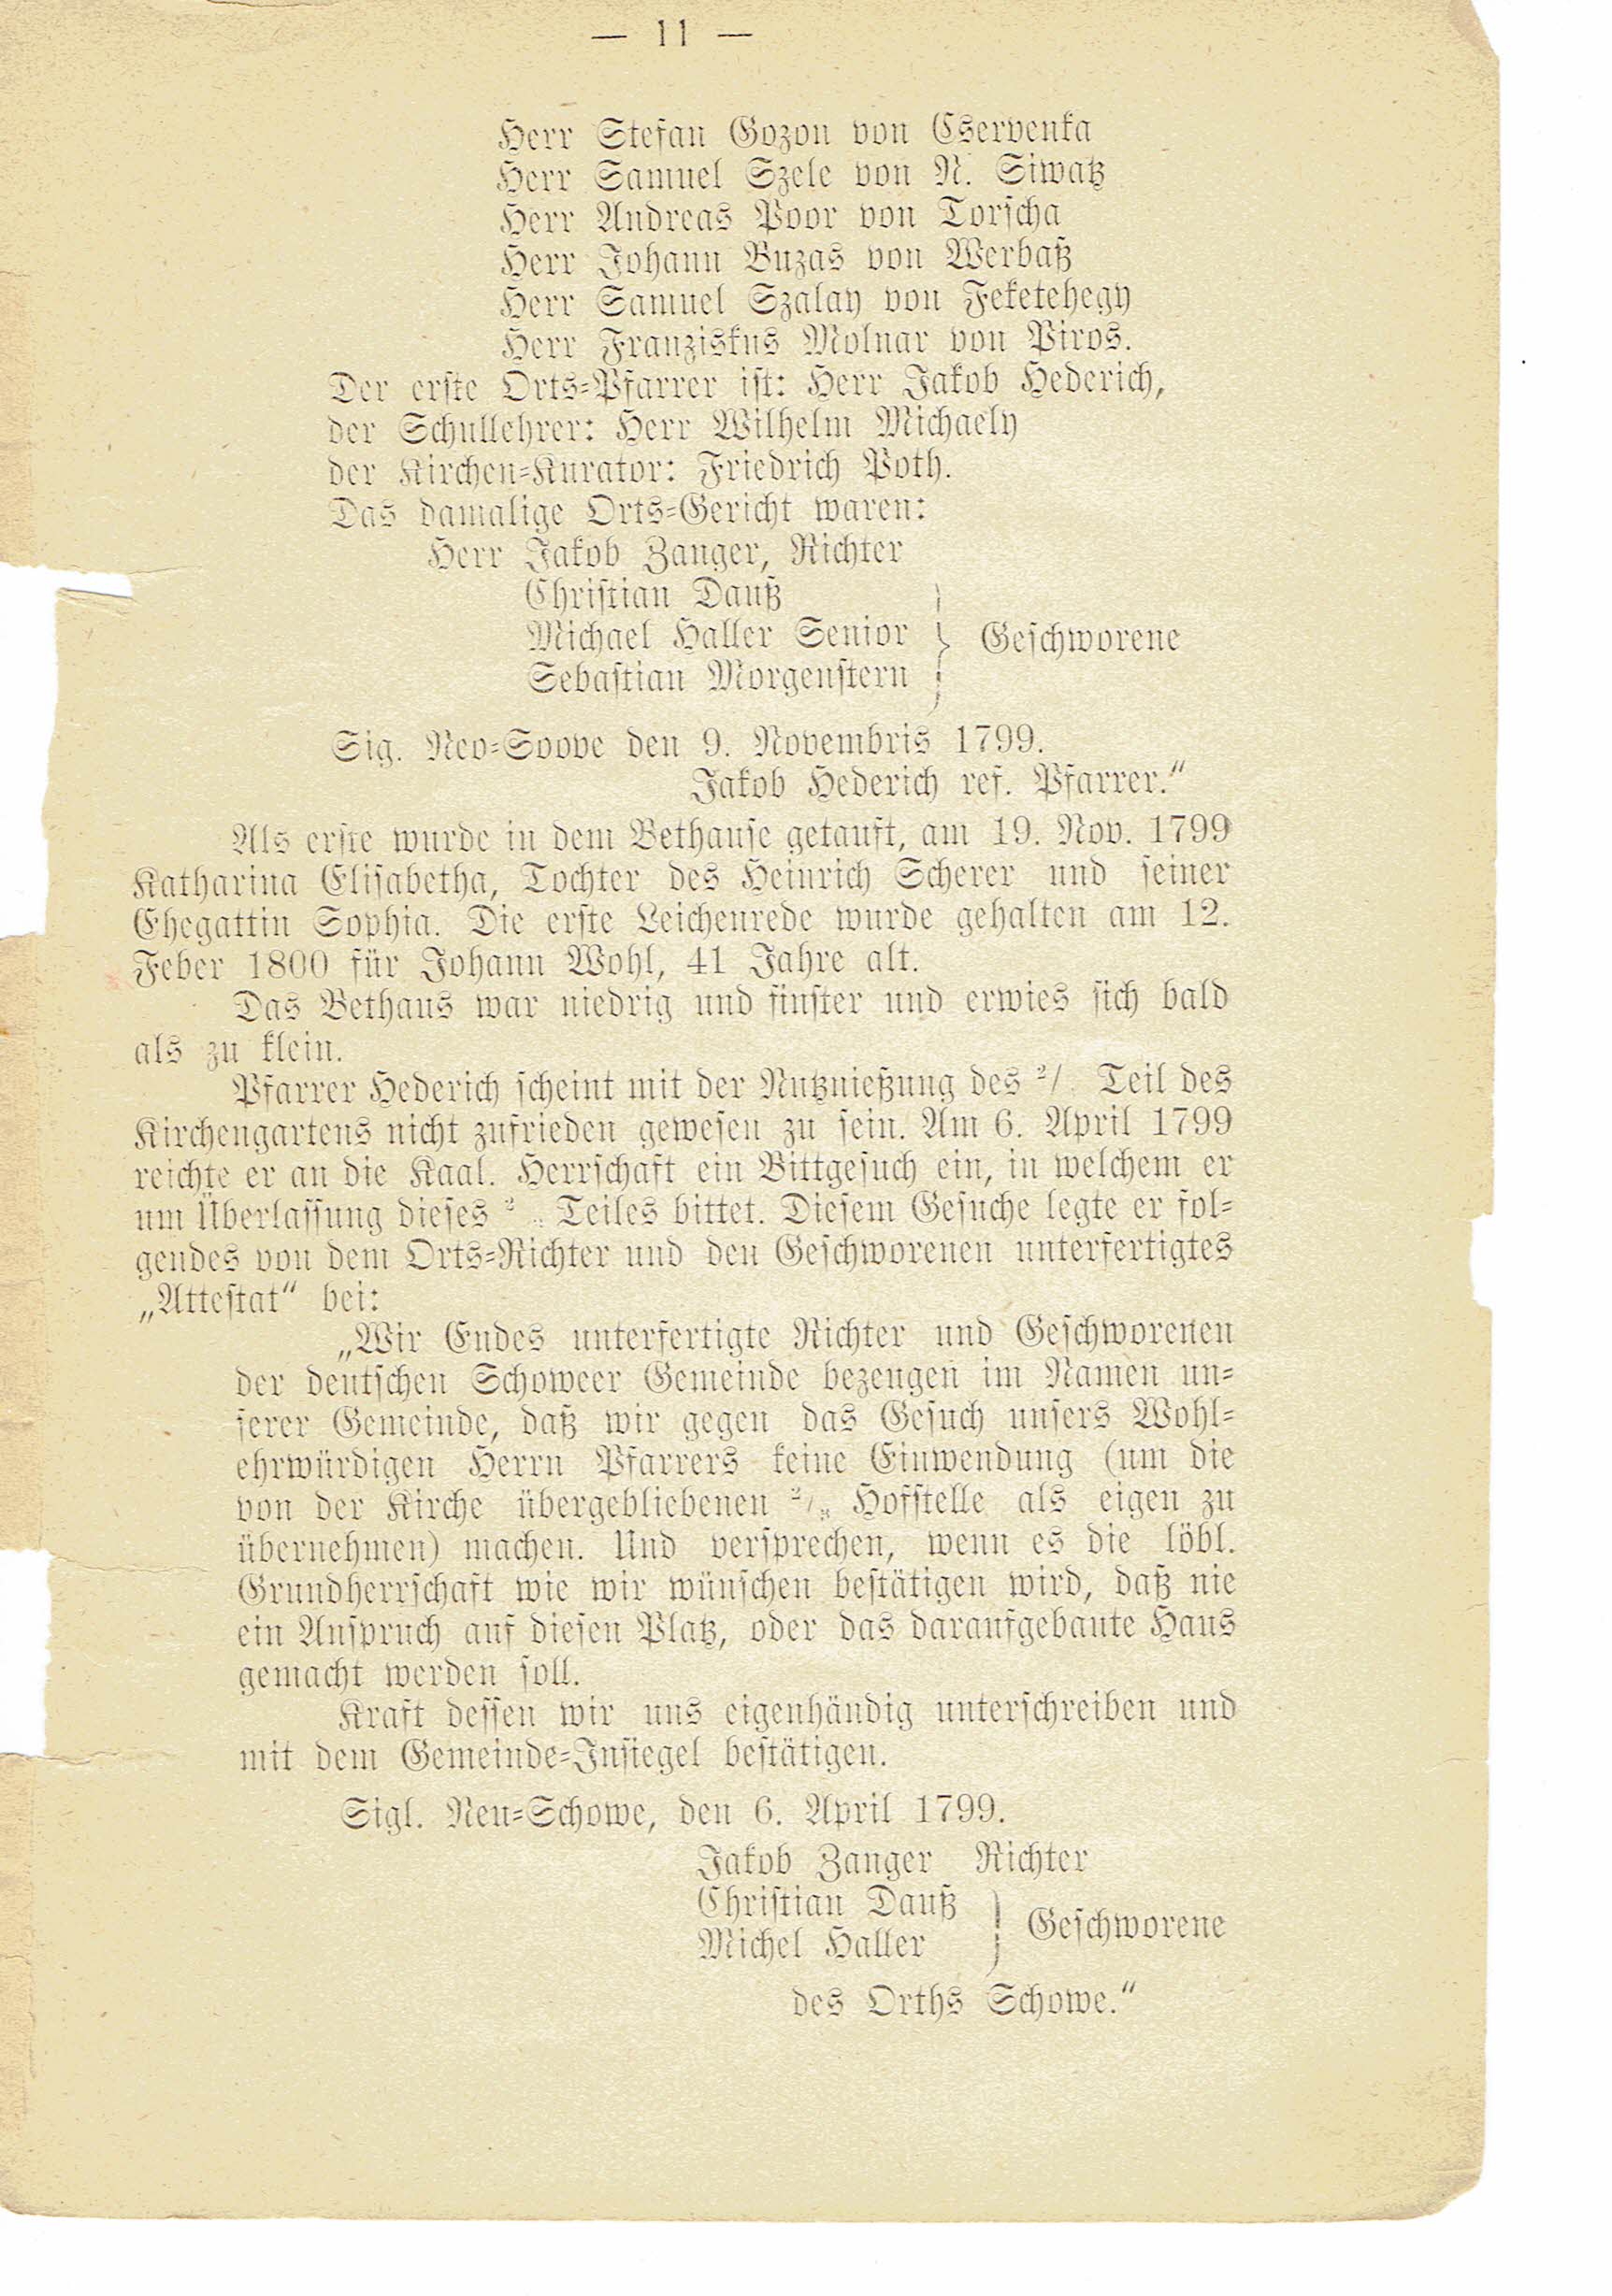 — 11 —
Herr Stefan Gozon von Cservenka
Herr Samuel Szele von N. Siwatz
Herr Andreas Poor von Torscha
Herr Johann Buzas von Werbaß
Herr Samuel Szalay von Feketehegy
Herr Franziskus Molnar von Piros.
Der erste Orts-Pfarrer ist: Herr Jakob Hederich,
der Schullehrer: Herr Wilhelm Michaely
der Kirchen-Kurator: Friedrich Poth.
Das damalige Orts-Gericht waren:
Herr Jakob Zanger, Richter
Christian Dauß
Michael Haller Senior } Geschworene
Sebastian Morgenstern
Sig. Neo-Soove den 9. Novembris 1799.
Jakob Hederich ref. Pfarrer.“
Als erste wurde in dem Bethause getauft, am 19. Nov. 1799
Katharina Elisabetha, Tochter des Heinrich Scherer und seiner
Ehegattin Sophia. Die erste Leichenrede wurde gehalten am 12.
Feber 1800 für Johann Wohl, 41 Jahre alt.
Das Bethaus war niedrig und finster und erwies sich bald
als zu klein.
Pfarrer Hederich scheint mit der Nutznießung des Teil des
Kirchengartens nicht zufrieden gewesen zu sein. Am 6. April 1799
reichte er an die Kaal. Herrschaft ein Bittgesuch ein, in welchem er
um Überlassung dieses Teiles bittet. Diesem Gesuche legte er fol-
gendes von dem Orts-Richter und den Geschworenen unterfertigtes
„Attestat“ bei:
„Wir Endes unterfertigte Richter und Geschworenen
der deutschen Schoweer Gemeinde bezeugen im Namen un-
serer Gemeinde, daß wir gegen das Gesuch unsers Wohl-
ehrwürdigen Herrn Pfarrers keine Einwendung (um die
von der Kirche übergebliebenen Hofstelle als eigen zu
übernehmen) machen. Und versprechen, wenn es die löbl.
Grundherrschaft wie wir wünschen bestätigen wird, daß nie
ein Anspruch auf diesen Platz, oder das daraufgebaute Haus
gemacht werden soll.
Kraft dessen wir uns eigenhändig unterschreiben und
mit dem Gemeinde-Insiegel bestätigen.
Sigl. Neu-Schowe, den 6. April 1799.
Jakob Zanger Richter
Christian Dauß
Michel Haller } Geschworene
des Orths Schowe.“